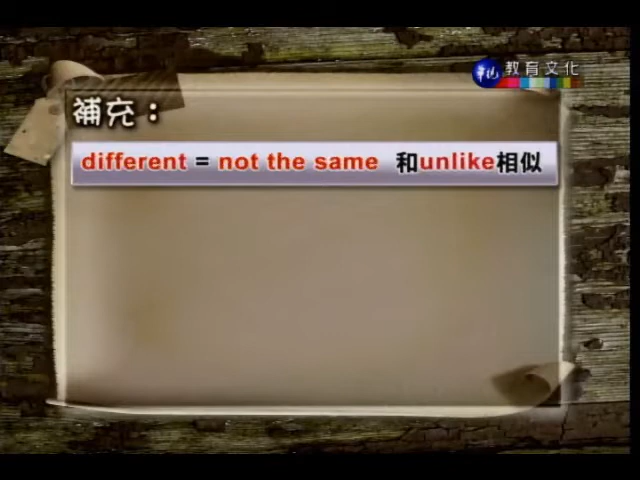 華視 教育文化
補充：
different = not the same 和unlike相似